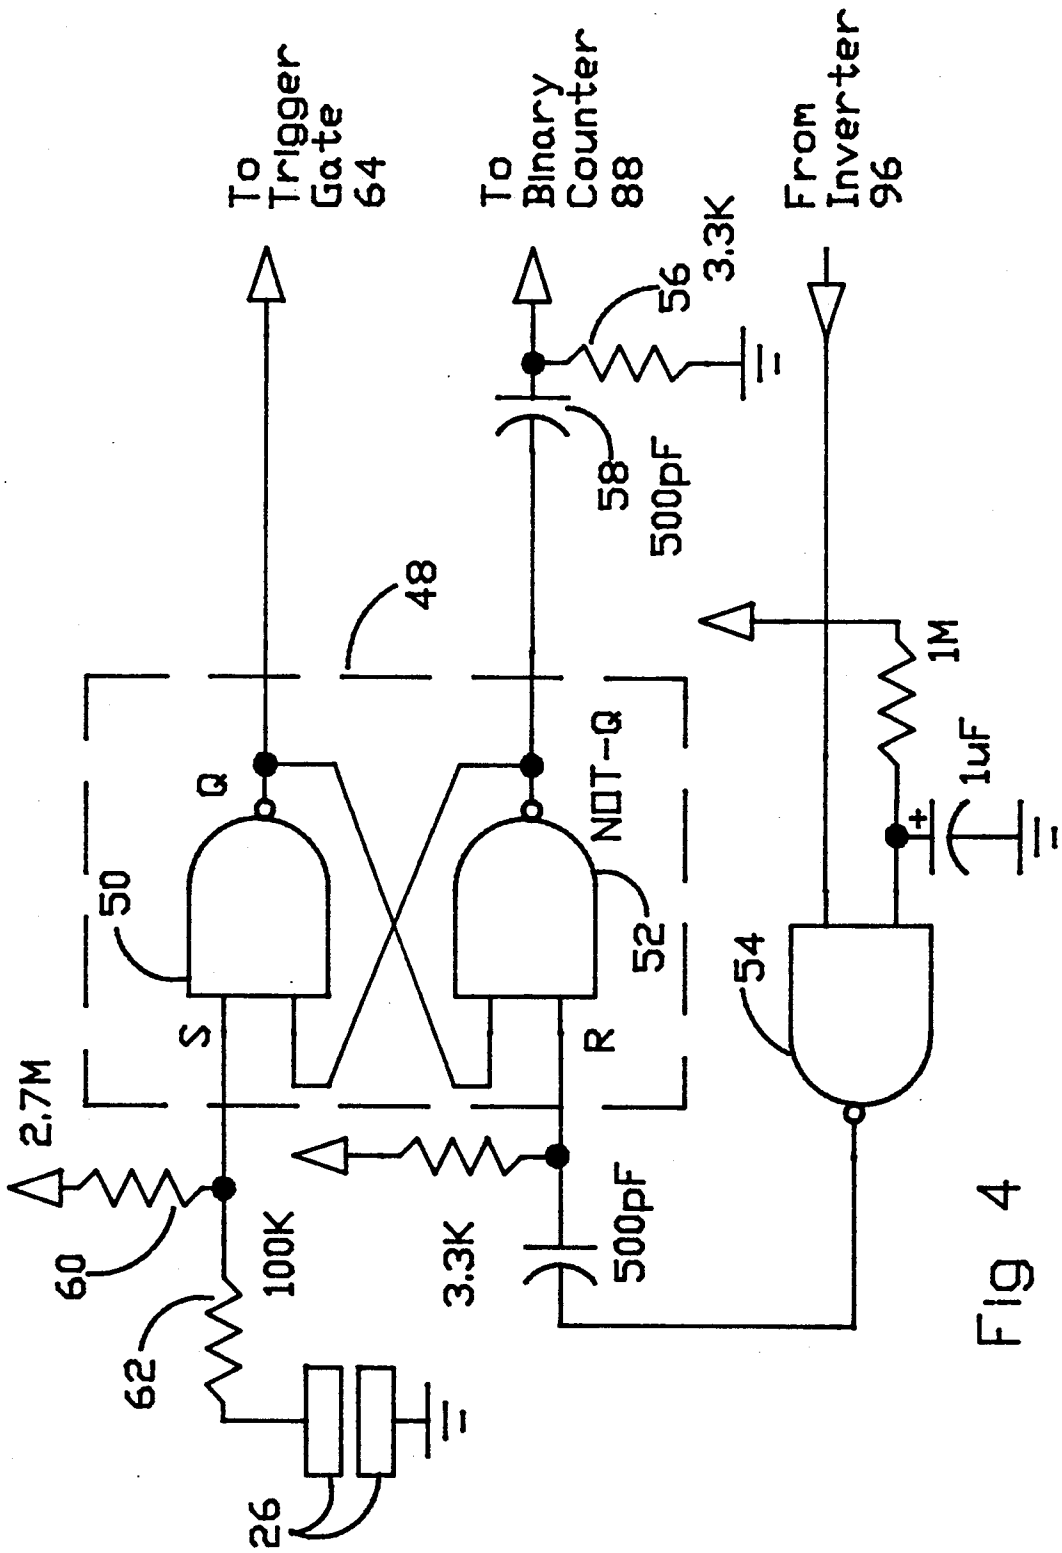 2.7M
60
62
100K
26
S
50
Q
48
To
Trigger
Gate
64
3.3K
500pF
R
52
NOT-Q
58
500pF
56
3.3K
To
Binary
Counter
88
54
+
1uF
1M
From
Inverter
96
Fig 4